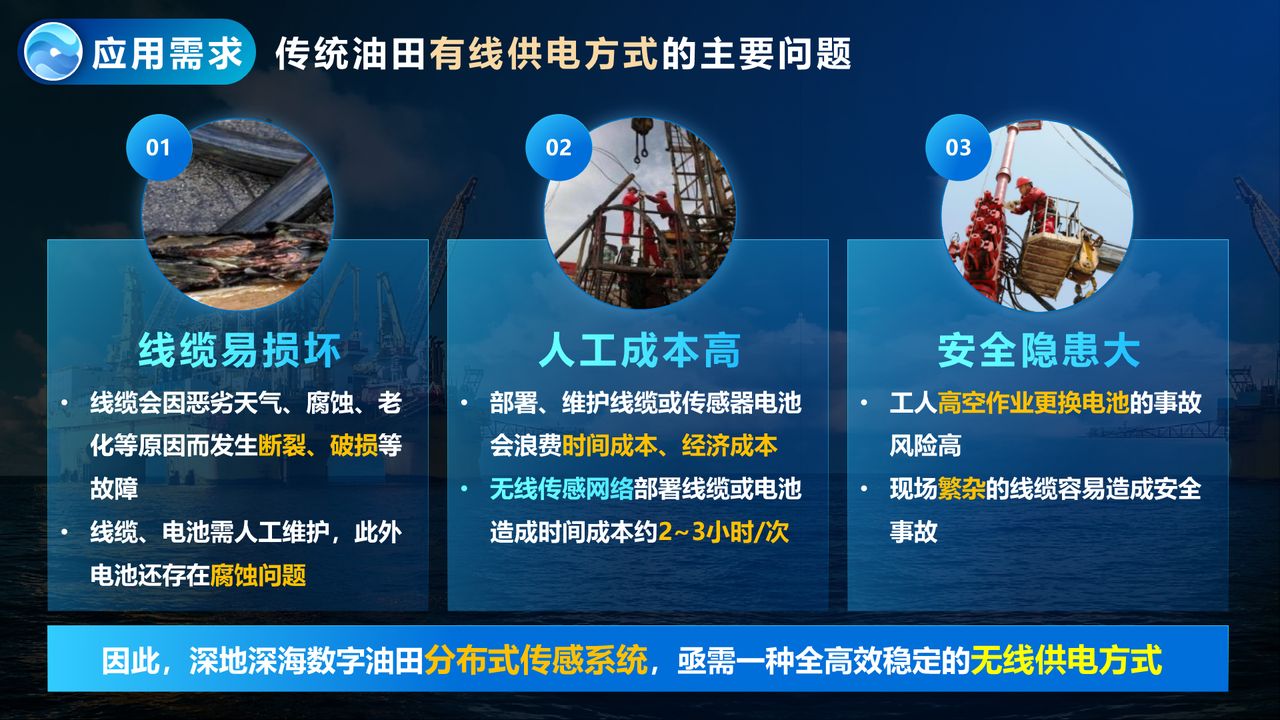 应用需求
传统油田有线供电方式的主要问题
01
线缆易损坏
• 线缆会因恶劣天气、腐蚀、老
化等原因而发生断裂、破损等
故障
• 线缆、电池需人工维护，此外
电池还存在腐蚀问题
02
人工成本高
• 部署、维护线缆或传感器电池
会浪费时间成本、经济成本
• 无线传感网络部署线缆或电池
造成时间成本约2~3小时/次
03
安全隐患大
• 工人高空作业更换电池的事故
风险高
• 现场繁杂的线缆容易造成安全
事故
因此，深地深海数字油田分布式传感系统，亟需一种全高效稳定的无线供电方式